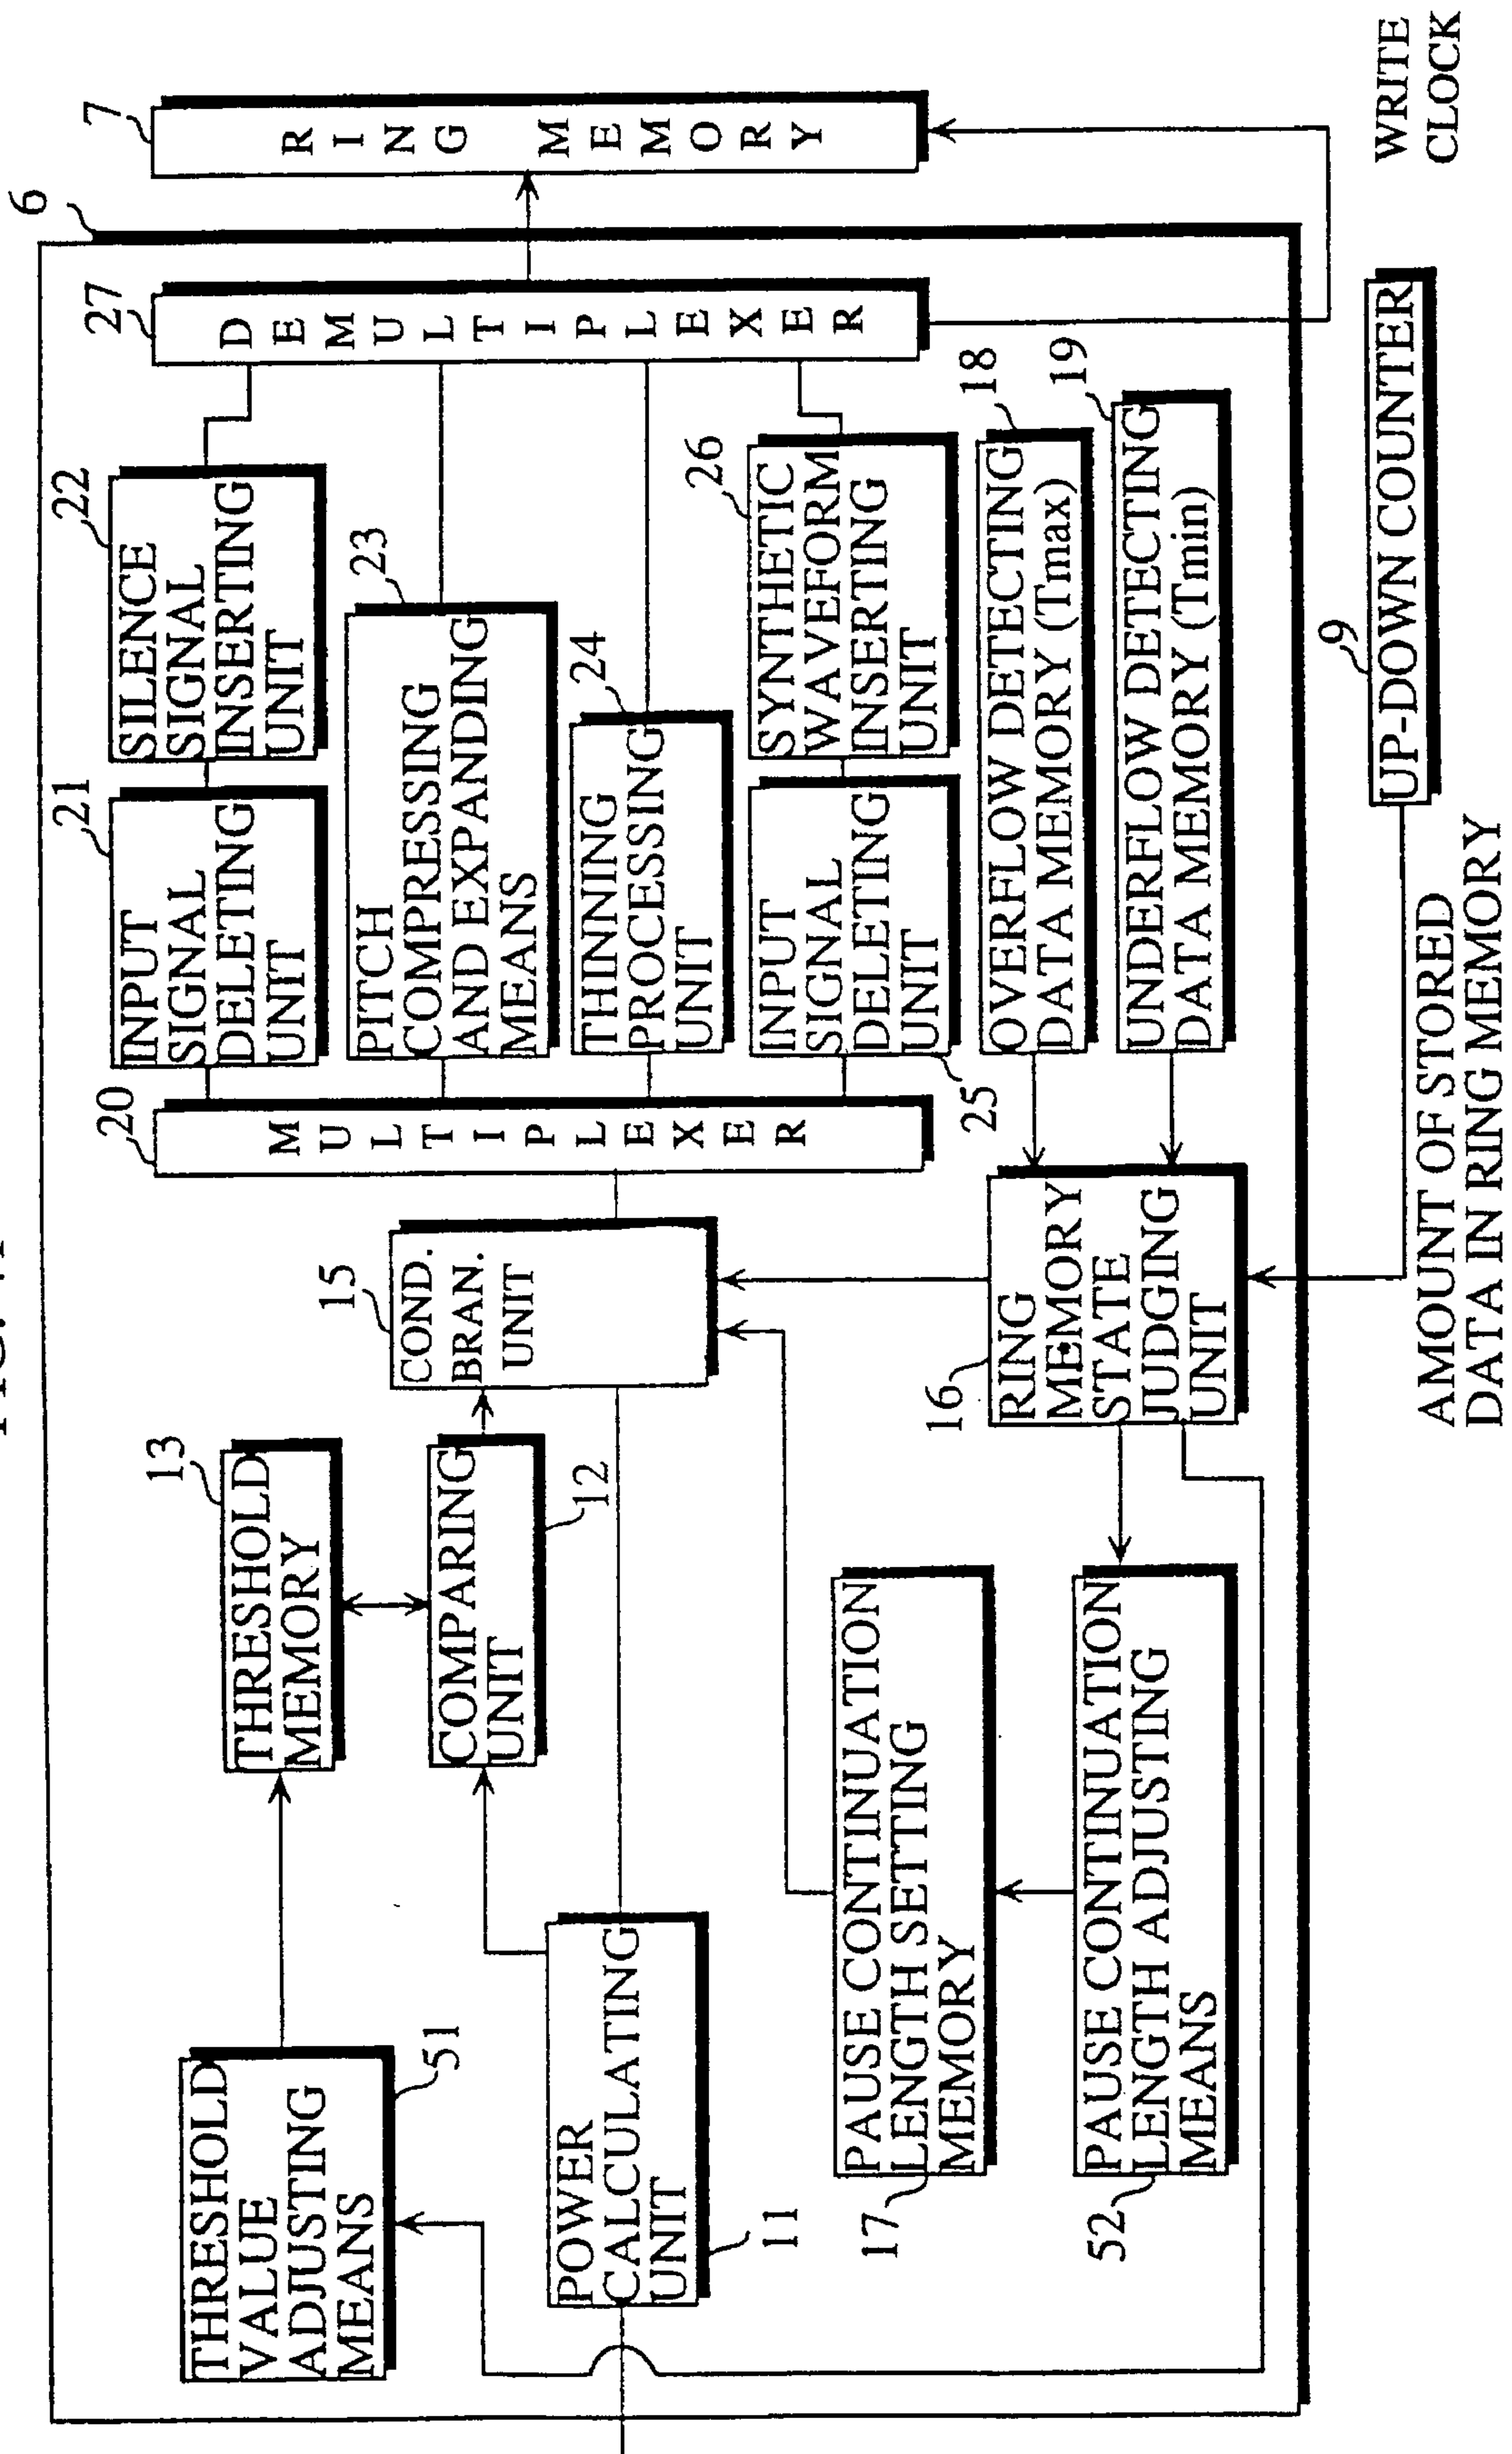 6
7
RING MEMORY
27
DEMULTIPLEXER
22
SILENCE
SIGNAL
INSERTING
UNIT
21
INPUT
SIGNAL
DELETING
UNIT
23
PITCH
COMPRESSING
AND EXPANDING
MEANS
24
THINNING
PROCESSING
UNIT
26
SYNTHETIC
WAVEFORM
INSERTING
UNIT
INPUT
SIGNAL
DELETING
UNIT
25
18
OVERFLOW DETECTING
DATA MEMORY (Tmax)
19
UNDERFLOW DETECTING
DATA MEMORY (Tmin)
20
MULTIPLEXER
15
COND.
BRAN.
UNIT
16
RING
MEMORY
STATE
JUDGING
UNIT
13
THRESHOLD
MEMORY
COMPARING
UNIT
12
THRESHOLD
VALUE
ADJUSTING
MEANS
51
POWER
CALCULATING
UNIT
11
PAUSE CONTINUATION
LENGTH SETTING
MEMORY
17
PAUSE CONTINUATION
LENGTH ADJUSTING
MEANS
52
9
UP-DOWN COUNTER
AMOUNT OF STORED
DATA IN RING MEMORY
WRITE
CLOCK